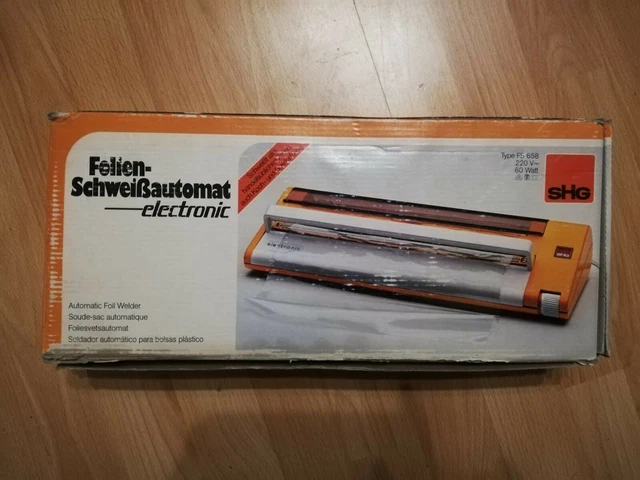 Folien-
Schweißautomat
electronic
Type FS 658
220 V~
60 Watt
SHG
Automatic Foil Welder
Soude-sac automatique
Foliesvetsautomat
Soldador automático para bolsas plástico